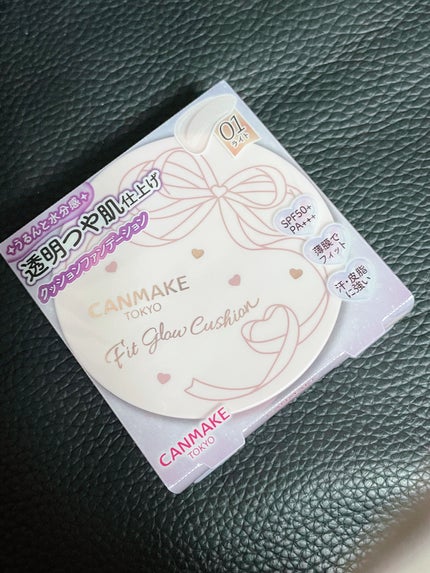 うるんと水分感
透明つや肌仕上げ
クッションファンデーション
01
ライト
SPF50+
PA+++
薄膜で
フィット
汗・皮脂
に強い
CANMAKE
TOKYO
Fit Glow Cushion
CANMAKE
TOKYO